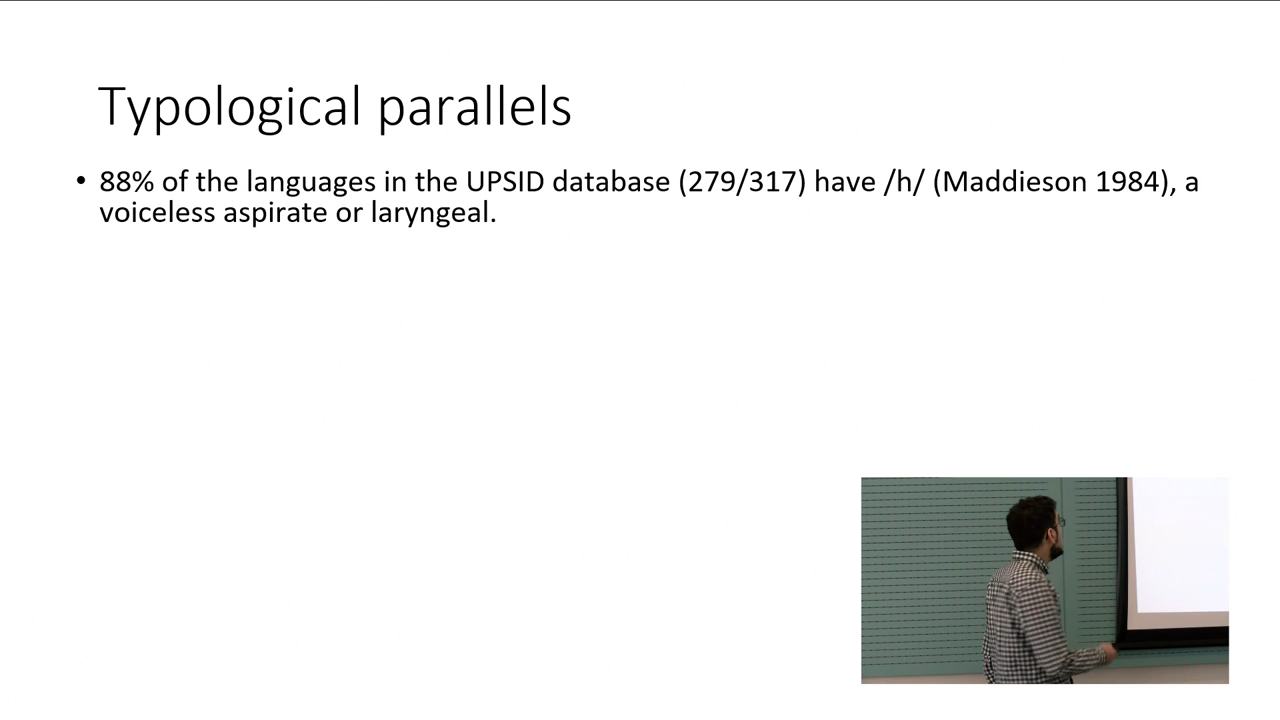 Typological parallels
• 88% of the languages in the UPSID database (279/317) have /h/ (Maddieson 1984), a
voiceless aspirate or laryngeal.